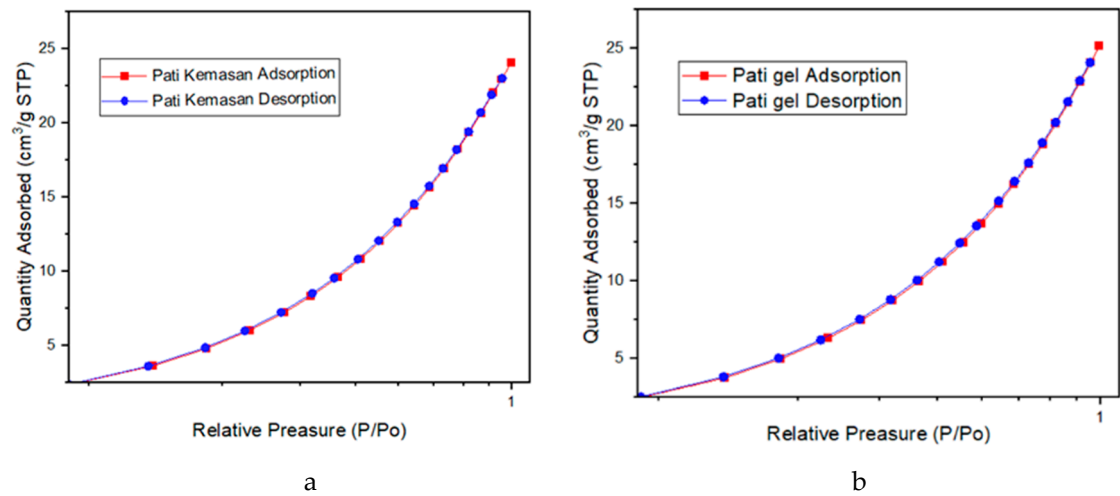 25
20
15
10
5
Quantity Adsorbed (cm³/g STP)
Pati Kemasan Adsorption
Pati Kemasan Desorption
1
Relative Preasure (P/Po)
a
25
20
15
10
5
Quantity Adsorbed (cm³/g STP)
Pati gel Adsorption
Pati gel Desorption
1
Relative Preasure (P/Po)
b